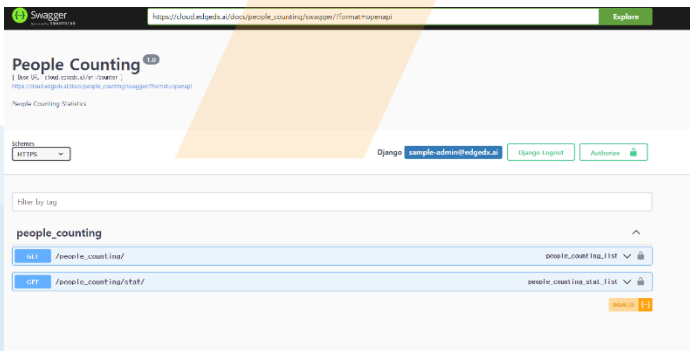 Swagger
https://cloud.edgedx.ai/docs/people_counting/swagger/?format=openapi
Explore
People Counting 1.0
https://cloud.edgedx.ai/docs/people_counting/swagger/?format=openapi
People Counting Statistics
Schemes
HTTPS
Django sample-admin@edgedx.ai Django Logout Authorize
Filter by tag
people_counting
GET /people_counting/ people_counting_list
GET /people_counting/stat/ people_counting_stat_list
INVALID {-}